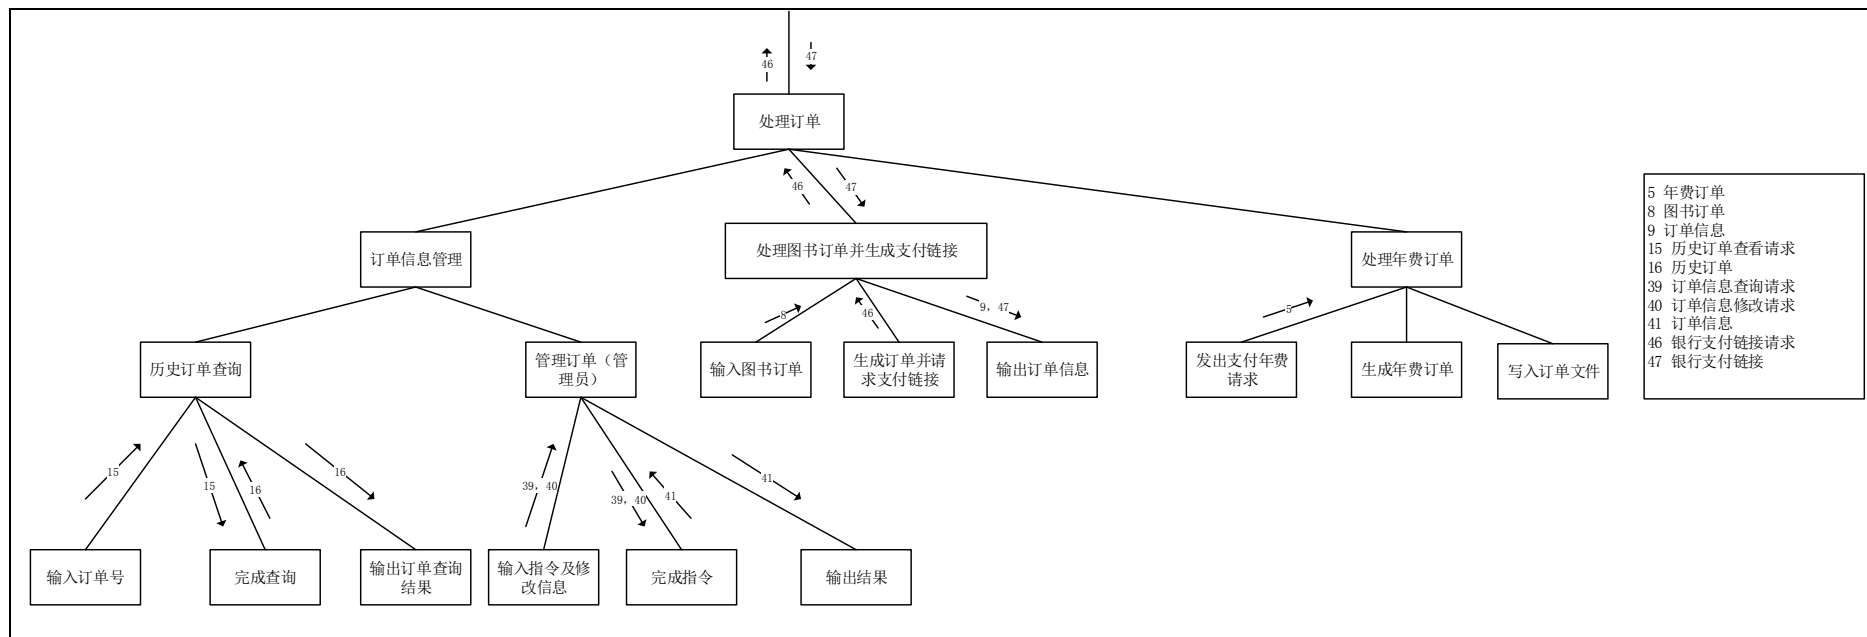 46
47
处理订单
46
47
订单信息管理
处理图书订单并生成支付链接
处理年费订单
8
46
9, 47
5
历史订单查询
管理订单（管
理员）
输入图书订单
生成订单并请
求支付链接
输出订单信息
发出支付年费
请求
生成年费订单
写入订单文件
15
15
16
16
39, 40
39, 40
41
41
输入订单号
完成查询
输出订单查询
结果
输入指令及修
改信息
完成指令
输出结果
5 年费订单
8 图书订单
9 订单信息
15 历史订单查看请求
16 历史订单
39 订单信息查询请求
40 订单信息修改请求
41 订单信息
46 银行支付链接请求
47 银行支付链接